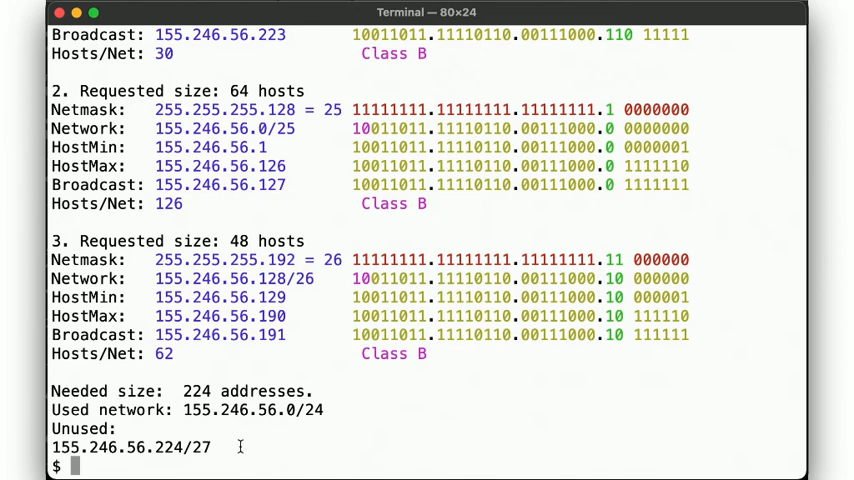 Terminal — 80×24
Broadcast: 155.246.56.223 10011011.11110110.00111000.110 11111
Hosts/Net: 30 Class B
2. Requested size: 64 hosts
Netmask: 255.255.255.128 = 25 11111111.11111111.11111111.1 0000000
Network: 155.246.56.0/25 10011011.11110110.00111000.0 0000000
HostMin: 155.246.56.1 10011011.11110110.00111000.0 0000001
HostMax: 155.246.56.126 10011011.11110110.00111000.0 1111110
Broadcast: 155.246.56.127 10011011.11110110.00111000.0 1111111
Hosts/Net: 126 Class B
3. Requested size: 48 hosts
Netmask: 255.255.255.192 = 26 11111111.11111111.11111111.11 000000
Network: 155.246.56.128/26 10011011.11110110.00111000.10 000000
HostMin: 155.246.56.129 10011011.11110110.00111000.10 000001
HostMax: 155.246.56.190 10011011.11110110.00111000.10 111110
Broadcast: 155.246.56.191 10011011.11110110.00111000.10 111111
Hosts/Net: 62 Class B
Needed size: 224 addresses.
Used network: 155.246.56.0/24
Unused:
155.246.56.224/27
$